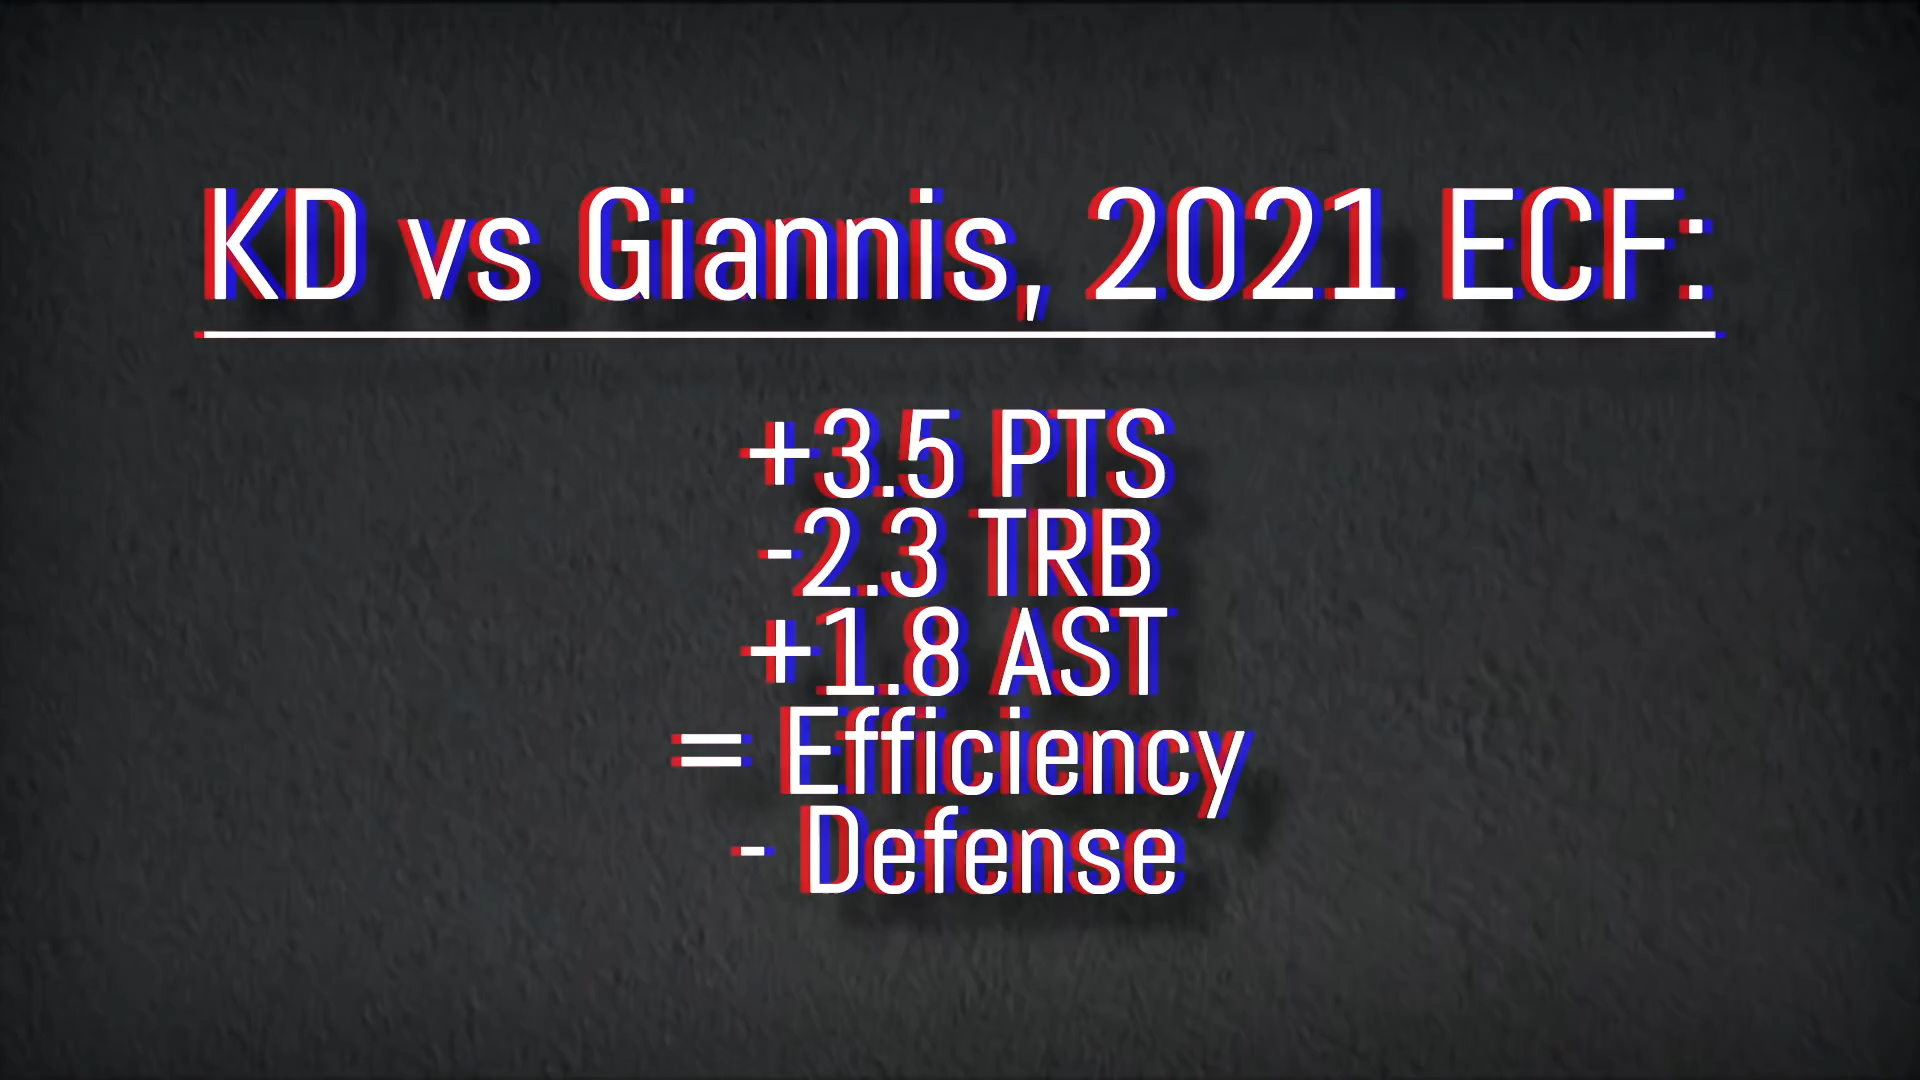 KD vs Giannis, 2021 ECF:
+3.5 PTS
-2.3 TRB
+1.8 AST
= Efficiency
- Defense